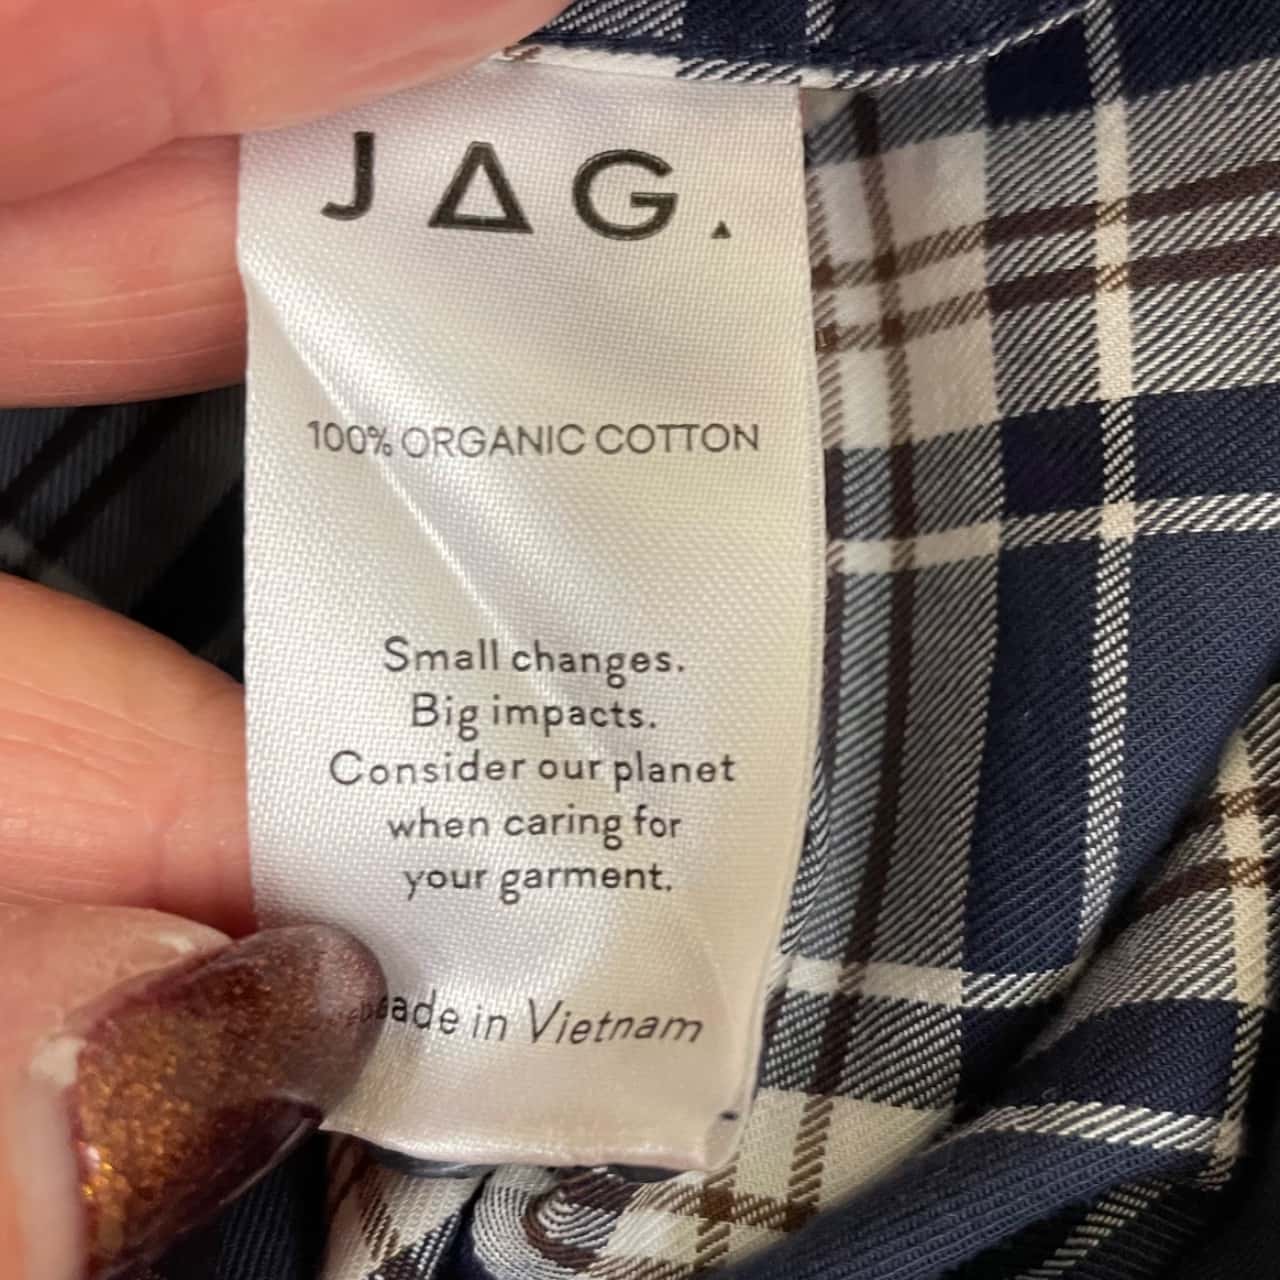 JAG.
100% ORGANIC COTTON
Small changes.
Big impacts.
Consider our planet
when caring for
your garment.
in Vietnam